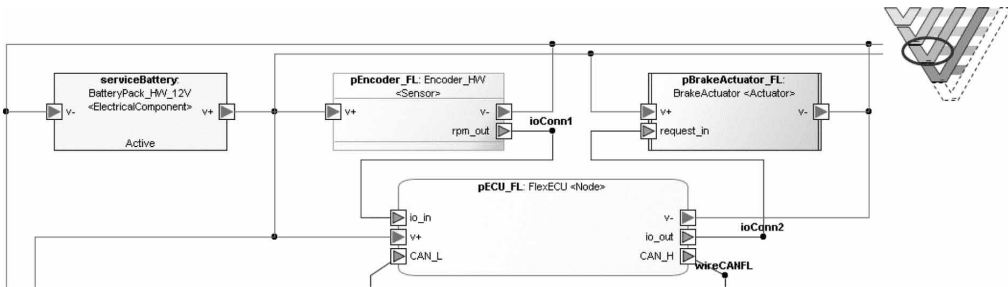 serviceBattery:
BatteryPack_HW_12V
<ElectricalComponent>
v-
v+
Active
pEncoder_FL: Encoder_HW
<Sensor>
v+
v-
rpm_out
ioConn1
pBrakeActuator_FL:
BrakeActuator <Actuator>
v+
v-
request_in
pECU_FL: FlexECU <Node>
io_in
v-
v+
io_out
ioConn2
CAN_L
CAN_H
wireCANFL